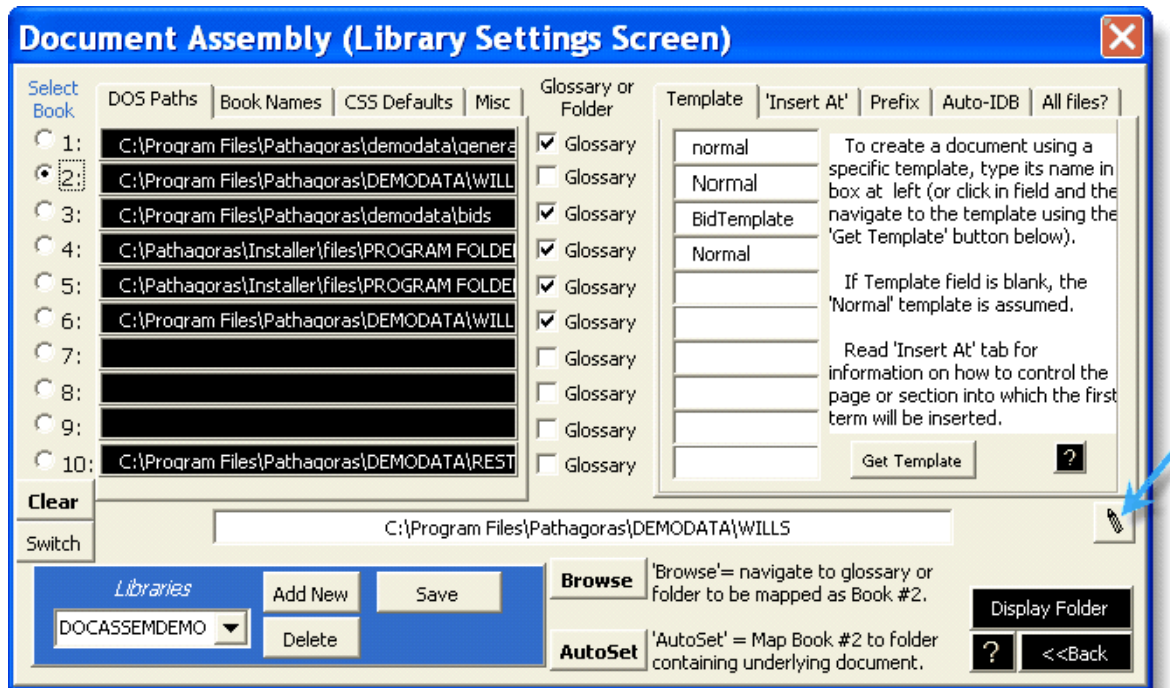 Document Assembly (Library Settings Screen)
Select
Book
DOS Paths
Book Names
CSS Defaults
Misc
Glossary or
Folder
Template
'Insert At'
Prefix
Auto-IDB
All files?
1:
C:\Program Files\Pathagoras\demodata\genera
Glossary
normal
2:
C:\Program Files\Pathagoras\DEMODATA\WILL
Glossary
Normal
3:
C:\Program Files\Pathagoras\demodata\bids
Glossary
BidTemplate
4:
C:\Pathagoras\Installer\files\PROGRAM FOLDE
Glossary
Normal
5:
C:\Pathagoras\Installer\files\PROGRAM FOLDE
Glossary
6:
C:\Program Files\Pathagoras\DEMODATA\WILL
Glossary
7:
Glossary
8:
Glossary
9:
Glossary
10:
C:\Program Files\Pathagoras\DEMODATA\REST
Glossary
To create a document using a
specific template, type its name in
box at left (or click in field and the
navigate to the template using the
'Get Template' button below).
If Template field is blank, the
'Normal' template is assumed.
Read 'Insert At' tab for
information on how to control the
page or section into which the first
term will be inserted.
Get Template
?
Clear
Switch
C:\Program Files\Pathagoras\DEMODATA\WILLS
Libraries
DOCASSEMDEMO
Add New
Save
Delete
Browse
'Browse'= navigate to glossary or
folder to be mapped as Book #2.
AutoSet
'AutoSet' = Map Book #2 to folder
containing underlying document.
Display Folder
?
<<Back